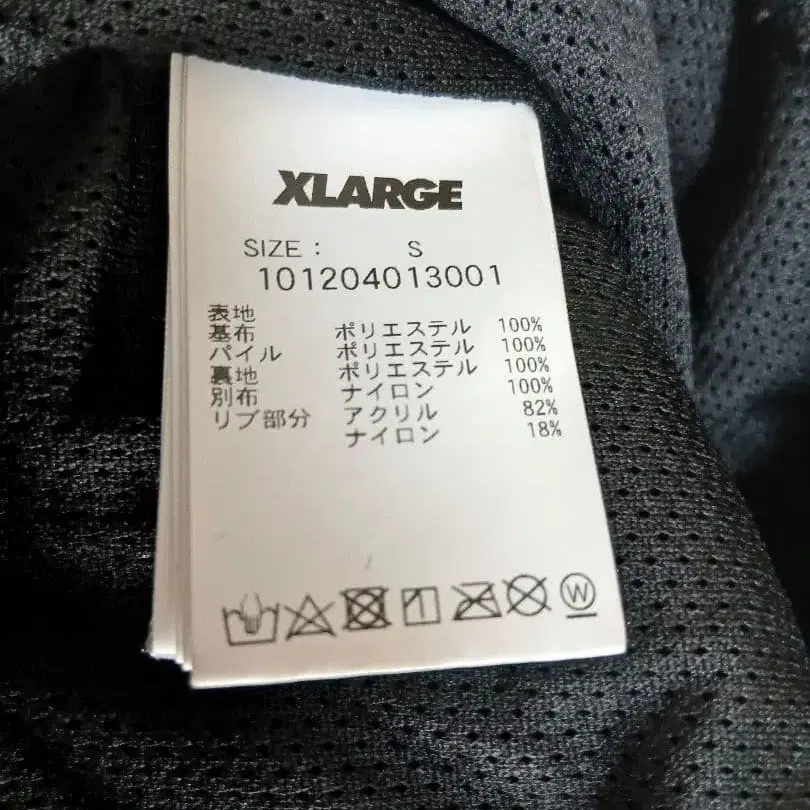 XLARGE
SIZE : S
101204013001
表地
基布 ポリエステル 100%
パイル ポリエステル 100%
裏地 ポリエステル 100%
別布 ナイロン 100%
リブ部分 アクリル 82%
ナイロン 18%
W